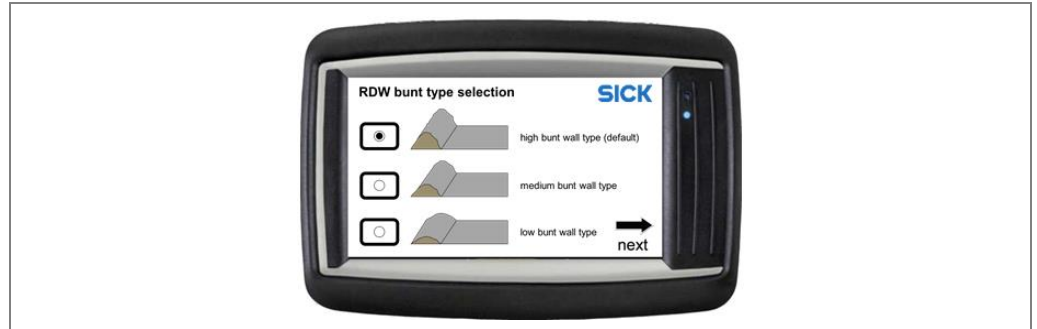 RDW bunt type selection
SICK
high bunt wall type (default)
medium bunt wall type
low bunt wall type
next